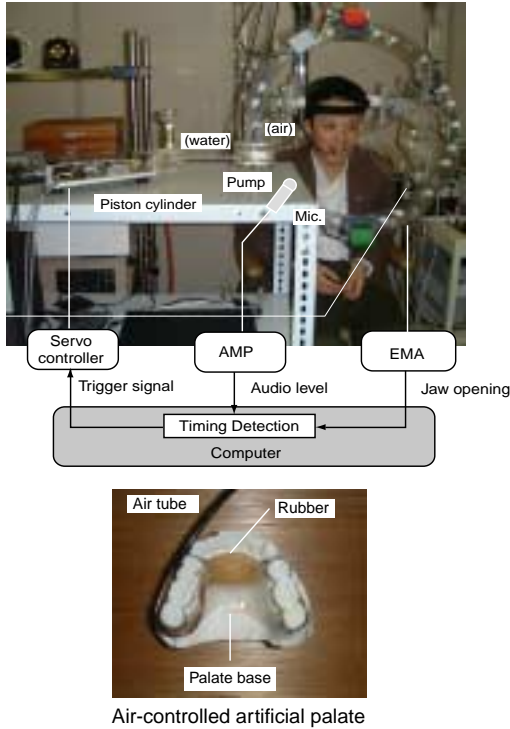 (water)
(air)
Pump
Piston cylinder
Mic.
Servo
controller
AMP
EMA
Trigger signal
Audio level
Jaw opening
Timing Detection
Computer
Air tube
Rubber
Palate base
Air-controlled artificial palate